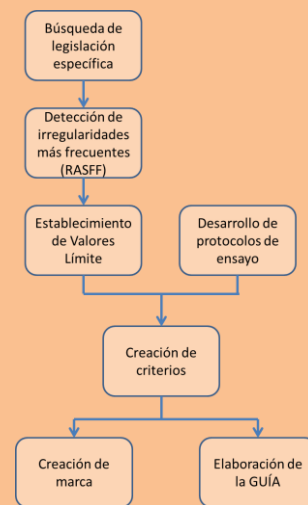 Búsqueda de
legislación
específica
Detección de
irregularidades
más frecuentes
(RASFF)
Establecimiento
de Valores
Límite
Desarrollo de
protocolos de
ensayo
Creación de
criterios
Creación de
marca
Elaboración de
la GUÍA